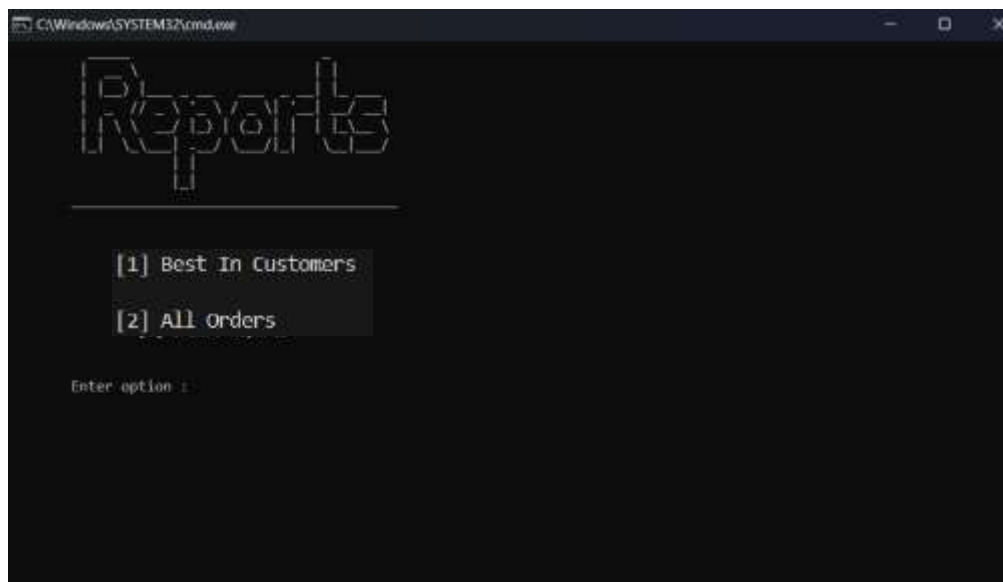 C:\Windows\SYSTEM32\cmd.exe
Reports
[1] Best In Customers
[2] All Orders
Enter option :